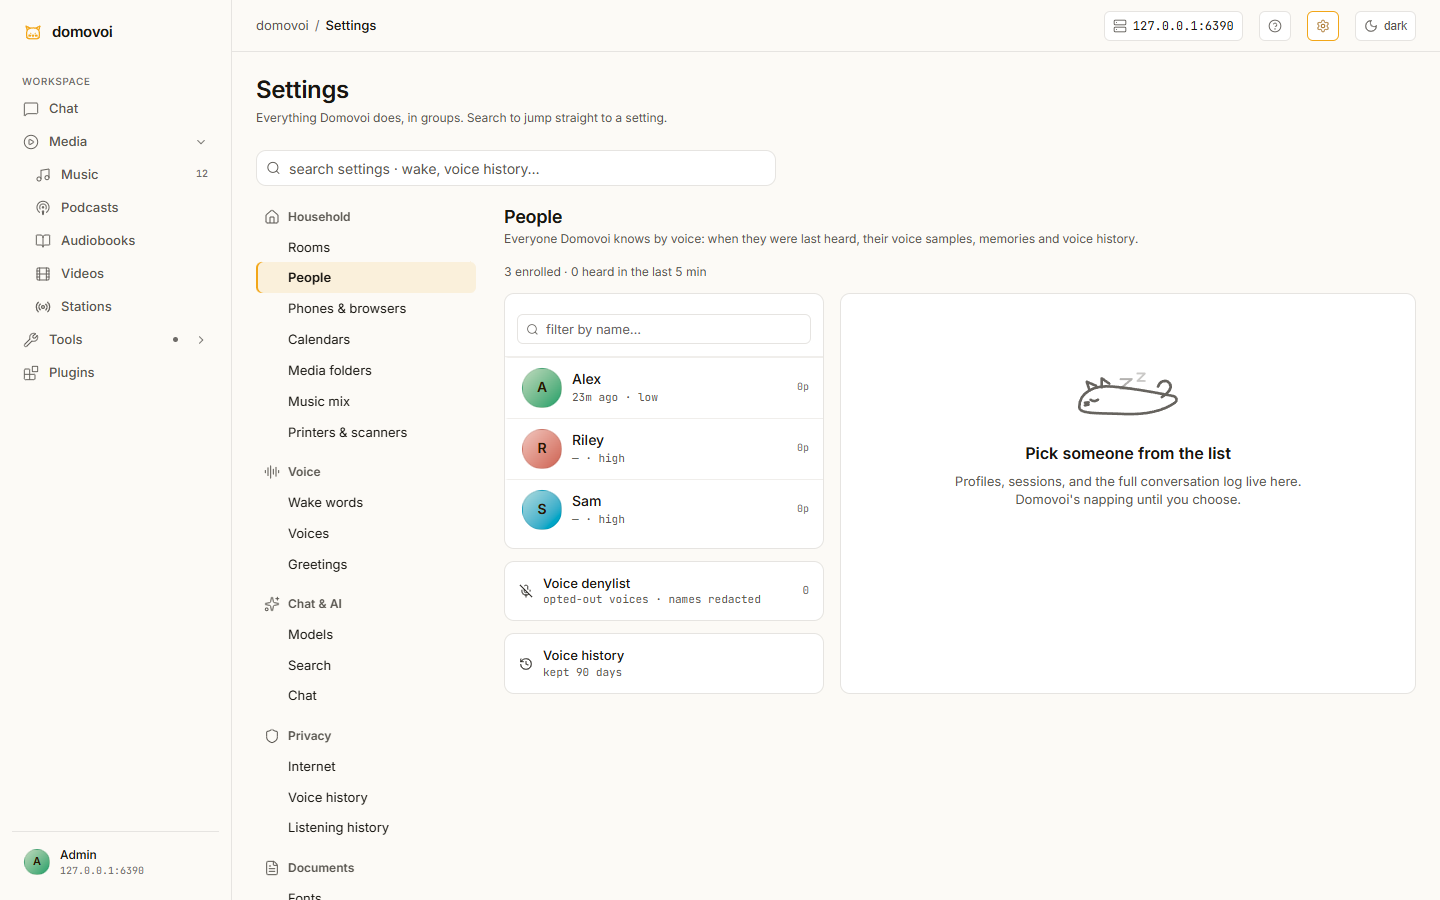 domovoi
WORKSPACE
Chat
Media
Music 12
Podcasts
Audiobooks
Videos
Stations
Tools
Plugins
A Admin
127.0.0.1:6390
domovoi / Settings
127.0.0.1:6390
dark
Settings
Everything Domovoi does, in groups. Search to jump straight to a setting.
search settings · wake, voice history...
Household
Rooms
People
Phones & browsers
Calendars
Media folders
Music mix
Printers & scanners
Voice
Wake words
Voices
Greetings
Chat & AI
Models
Search
Chat
Privacy
Internet
Voice history
Listening history
Documents
Fonts
People
Everyone Domovoi knows by voice: when they were last heard, their voice samples, memories and voice history.
3 enrolled · 0 heard in the last 5 min
filter by name...
A Alex 0p
23m ago · low
R Riley 0p
— · high
S Sam 0p
— · high
Voice denylist 0
opted-out voices · names redacted
Voice history
kept 90 days
z z
Pick someone from the list
Profiles, sessions, and the full conversation log live here.
Domovoi's napping until you choose.